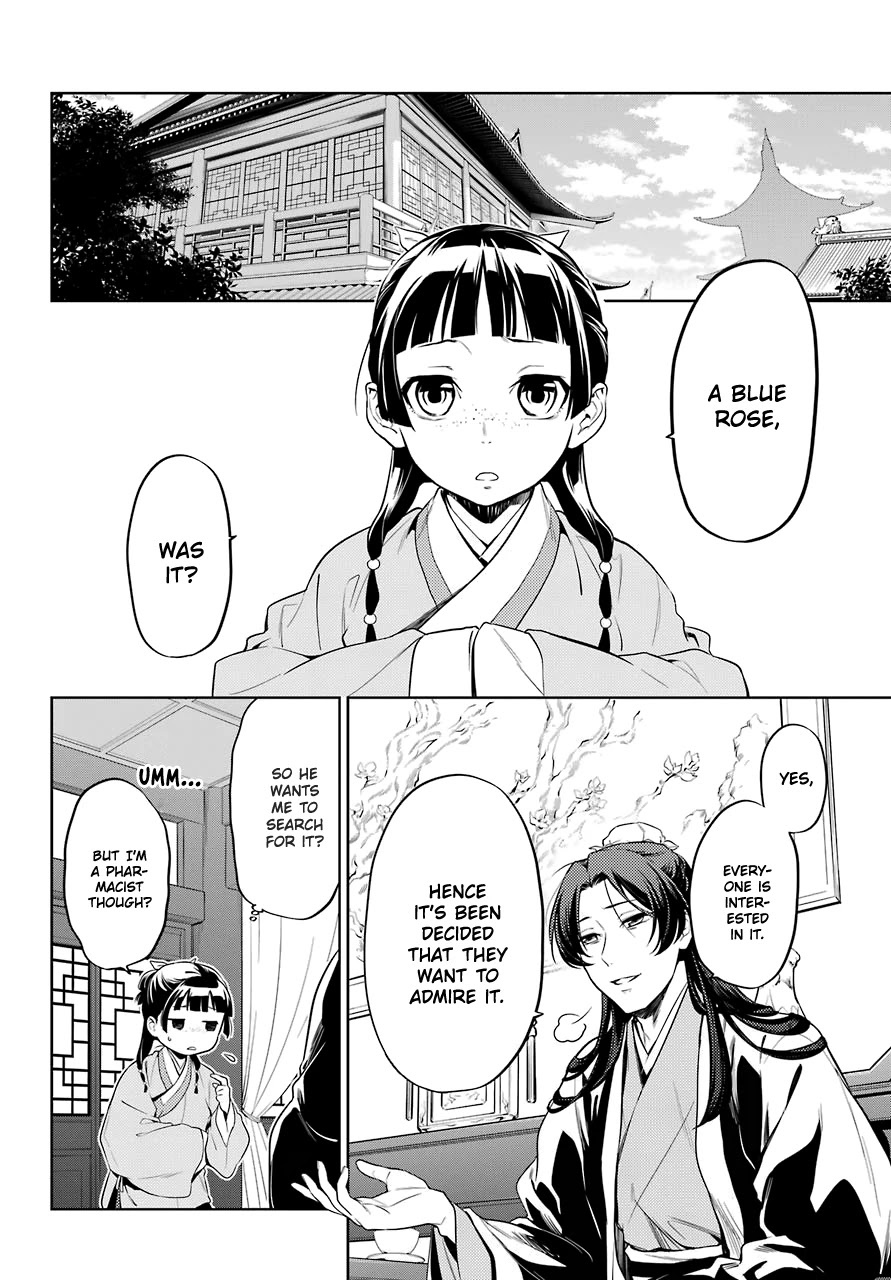 A BLUE
ROSE,
WAS
IT?
YES,
EVERY-
ONE IS
INTER-
ESTED
IN IT.
HENCE
IT'S BEEN
DECIDED
THAT THEY
WANT TO
ADMIRE IT.
SO HE
WANTS
ME TO
SEARCH
FOR IT?
UMM...
BUT I'M
A PHAR-
MACIST
THOUGH?